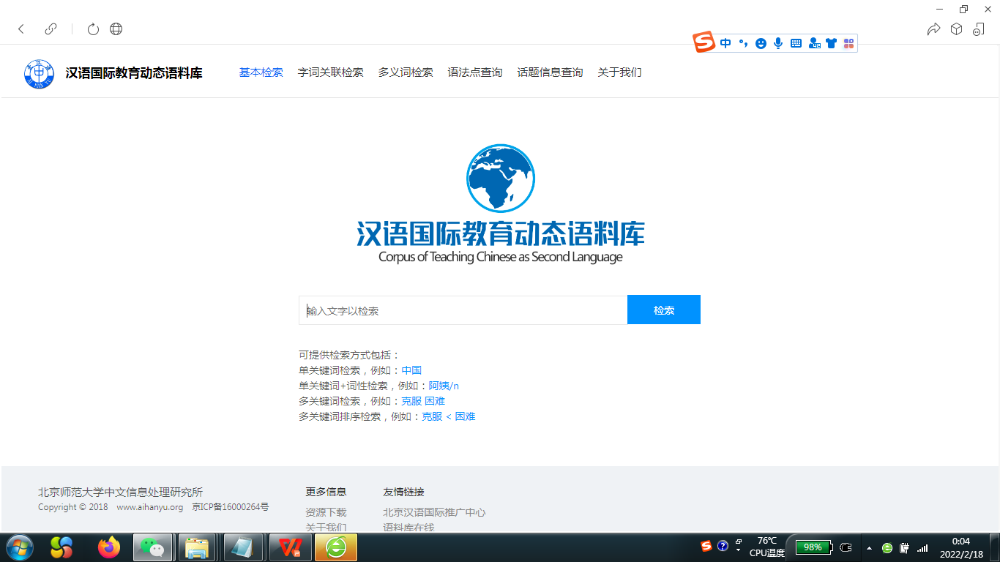 中
汉语国际教育动态语料库
基本检索 字词关联检索 多义词检索 语法点查询 话题信息查询 关于我们
汉语国际教育动态语料库
Corpus of Teaching Chinese as Second Language
输入文字以检索 检索
可提供检索方式包括：
单关键词检索，例如：中国
单关键词+词性检索，例如：阿姨/n
多关键词检索，例如：克服 困难
多关键词排序检索，例如：克服 < 困难
北京师范大学中文信息处理研究所
Copyright © 2018 www.aihanyu.org 京ICP备16000264号
更多信息
资源下载
关于我们
友情链接
北京汉语国际推广中心
语料库在线
76℃
CPU温度
98%
0:04
2022/2/18